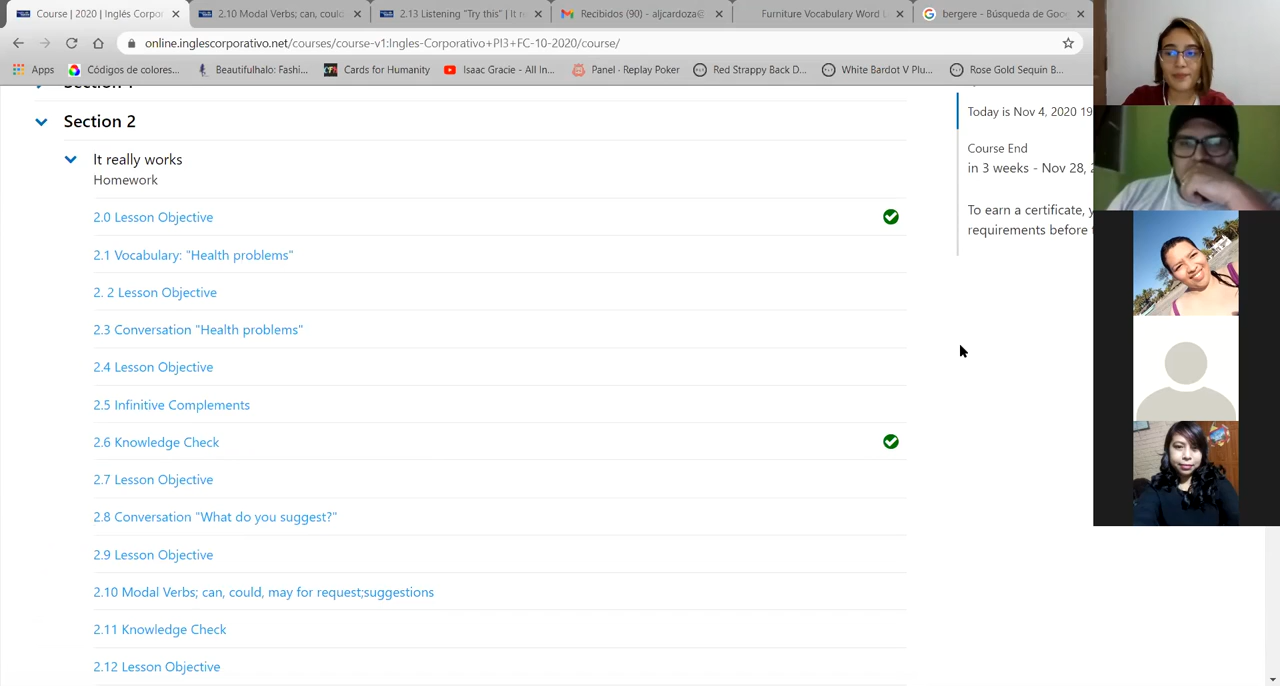 Course | 2020 | Inglés Corpor
2.10 Modal Verbs; can, could,
2.13 Listening "Try this" | It r
Recibidos (90) - aljcardoza@
Furniture Vocabulary Word L
bergere - Búsqueda de Goo
online.inglescorporativo.net/courses/course-v1:Ingles-Corporativo+PI3+FC-10-2020/course/
Apps
Códigos de colores...
Beautifulhalo: Fashi...
Cards for Humanity
Isaac Gracie - All In...
Panel · Replay Poker
Red Strappy Back D...
White Bardot V Plu...
Rose Gold Sequin B...
Section 1
Section 2
It really works
Homework
2.0 Lesson Objective
2.1 Vocabulary: "Health problems"
2. 2 Lesson Objective
2.3 Conversation "Health problems"
2.4 Lesson Objective
2.5 Infinitive Complements
2.6 Knowledge Check
2.7 Lesson Objective
2.8 Conversation "What do you suggest?"
2.9 Lesson Objective
2.10 Modal Verbs; can, could, may for request;suggestions
2.11 Knowledge Check
2.12 Lesson Objective
Today is Nov 4, 2020 19
Course End
in 3 weeks - Nov 28, 2
To earn a certificate, y
requirements before